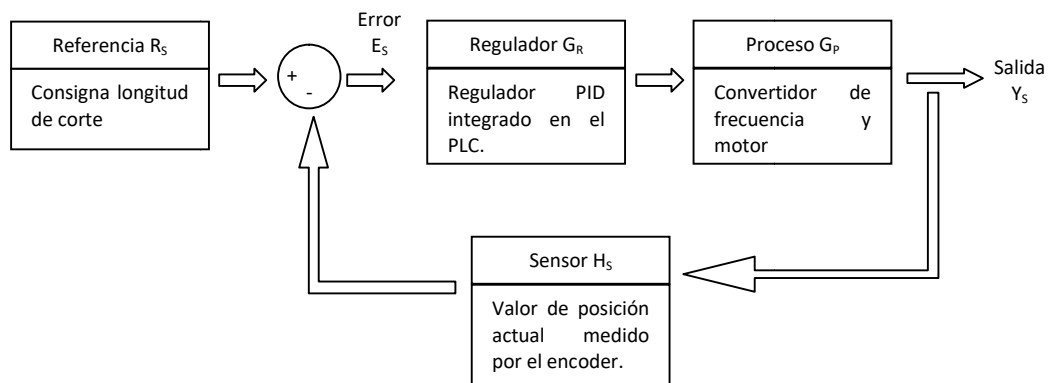 Referencia R_S
Consigna longitud
de corte
+
-
Error
E_S
Regulador G_R
Regulador PID
integrado en el
PLC.
Proceso G_P
Convertidor de
frecuencia y
motor
Salida
Y_S
Sensor H_S
Valor de posición
actual medido
por el encoder.